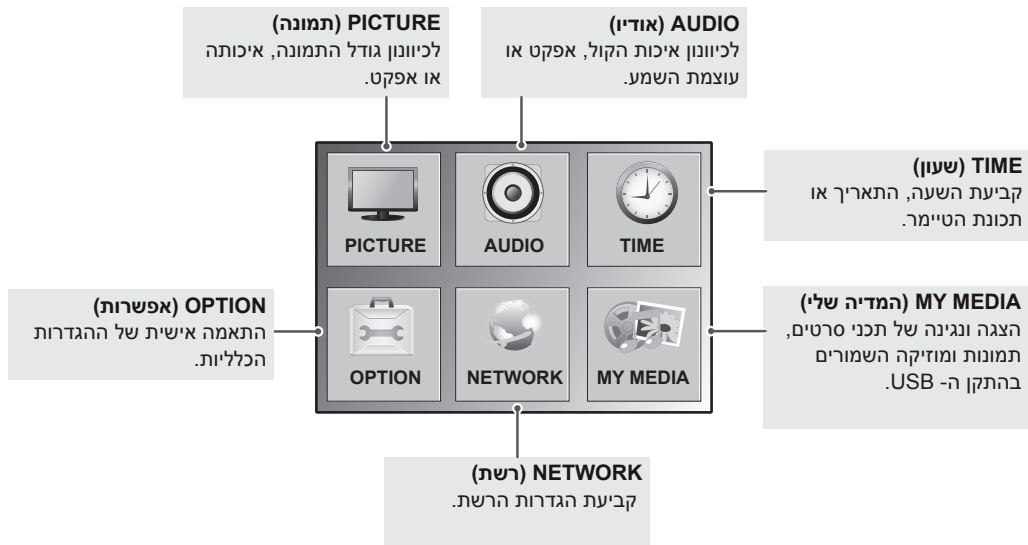 PICTURE (תמונה)
לכיוונון גודל התמונה, איכותה
או אפקט.
AUDIO (אודיו)
לכיוונון איכות הקול, אפקט או
עוצמת השמע.
PICTURE
AUDIO
TIME
TIME (שעון)
קביעת השעה, התאריך או
תכונת הטיימר.
OPTION (אפשרות)
התאמה אישית של ההגדרות
הכלליות.
OPTION
NETWORK
MY MEDIA
MY MEDIA (המדיה שלי)
הצגה ונגינה של תכני סרטים,
תמונות ומוזיקה השמורים
בהתקן ה- USB.
NETWORK (רשת)
קביעת הגדרות הרשת.